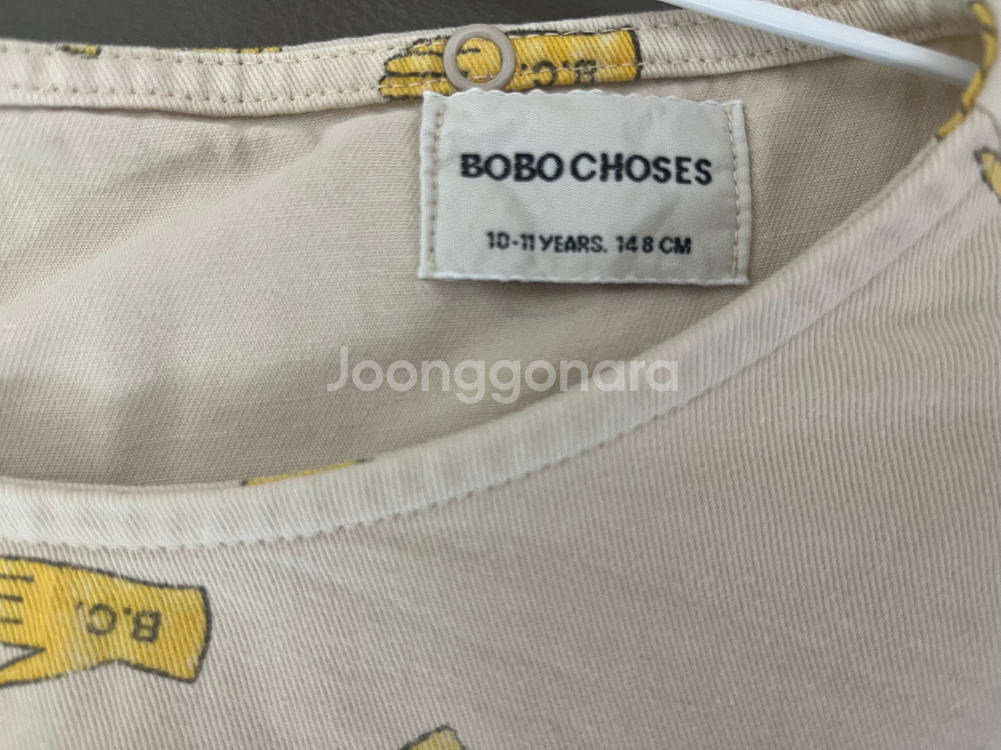 B.C.
BOBO CHOSES
10-11 YEARS. 148 CM
Joonggonara
B.C.